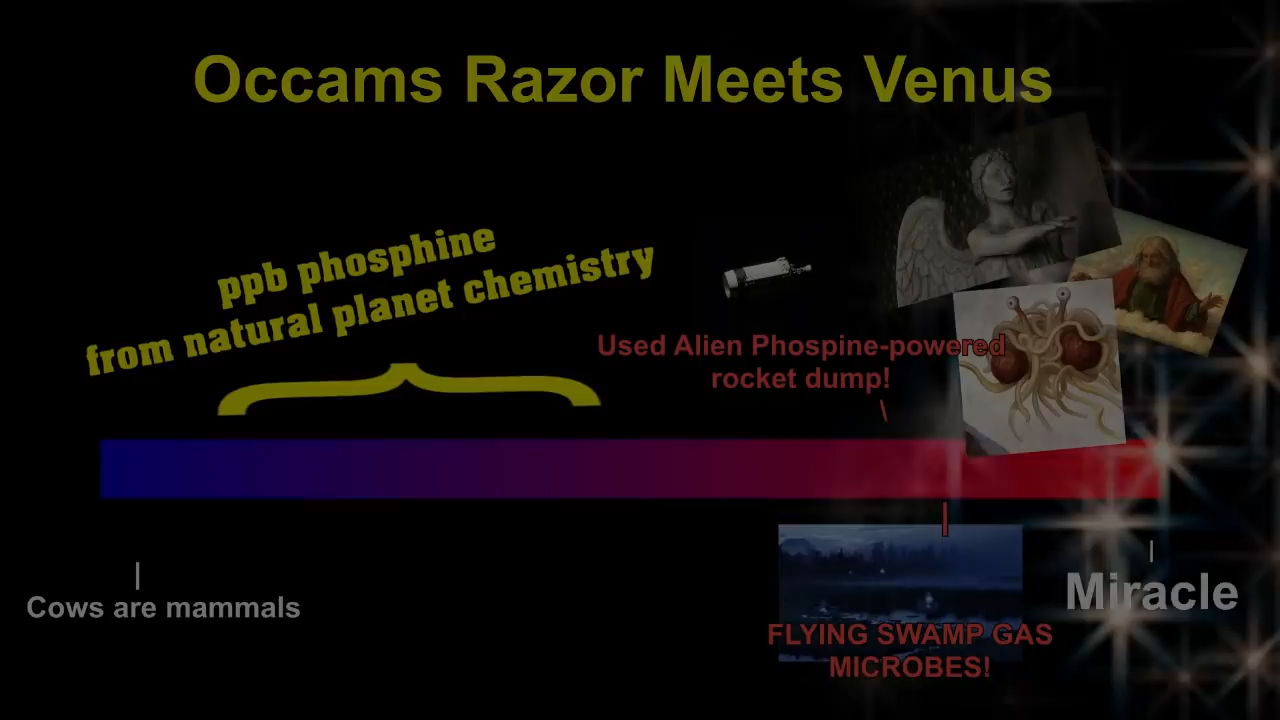 Occams Razor Meets Venus
ppb phosphine
from natural planet chemistry
Used Alien Phospine-powered
rocket dump!
Cows are mammals
Miracle
FLYING SWAMP GAS
MICROBES!